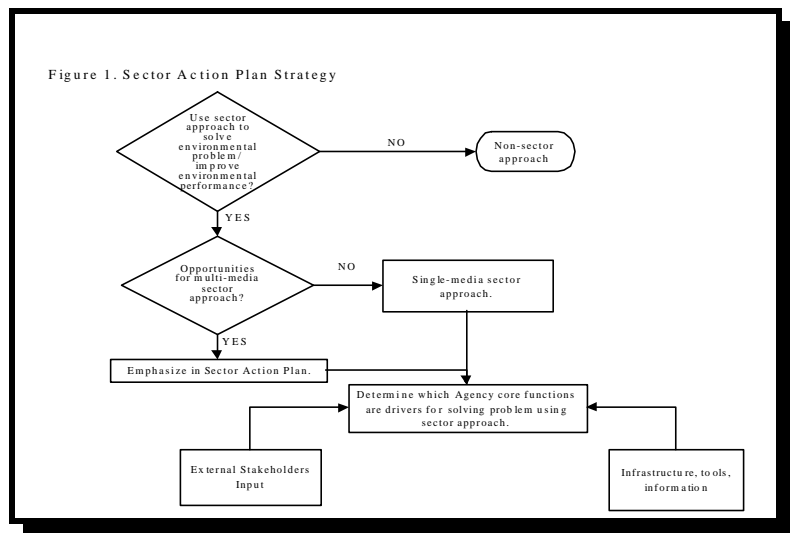 Figure 1. Sector Action Plan Strategy
Use sector
approach to
solve
environmental
problem/
improve
environmental
performance?
NO
Non-sector
approach
YES
Opportunities
for multi-media
sector
approach?
NO
Single-media sector
approach.
YES
Emphasize in Sector Action Plan.
Determine which Agency core functions
are drivers for solving problem using
sector approach.
External Stakeholders
Input
Infrastructure, tools,
information